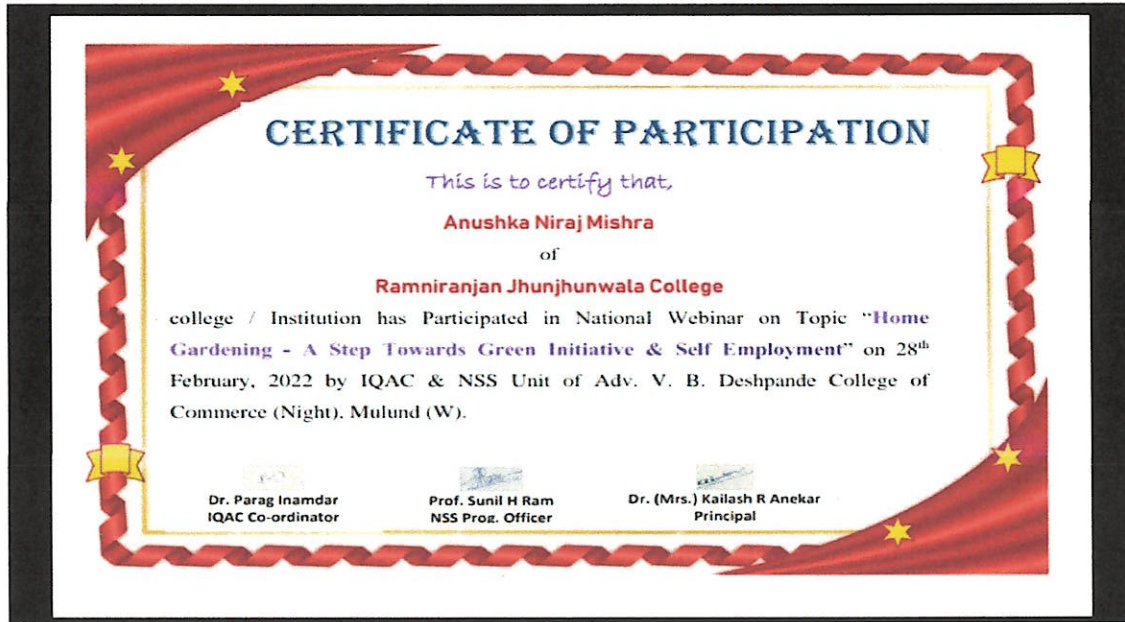 CERTIFICATE OF PARTICIPATION
This is to certify that,
Anushka Niraj Mishra
of
Ramniranjan Jhunjhunwala College
college / Institution has Participated in National Webinar on Topic “Home
Gardening - A Step Towards Green Initiative & Self Employment” on 28th
February, 2022 by IQAC & NSS Unit of Adv. V. B. Deshpande College of
Commerce (Night). Mulund (W).
Dr. Parag Inamdar
IQAC Co-ordinator
Prof. Sunil H Ram
NSS Prog. Officer
Dr. (Mrs.) Kailash R Anekar
Principal